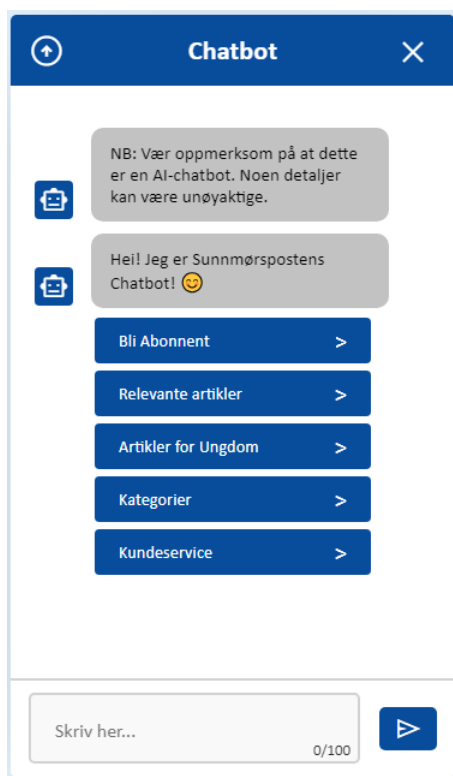 Chatbot
NB: Vær oppmerksom på at dette
er en AI-chatbot. Noen detaljer
kan være unøyaktige.
Hei! Jeg er Sunnmørspostens
Chatbot! 😊
Bli Abonnent >
Relevante artikler >
Artikler for Ungdom >
Kategorier >
Kundeservice >
Skriv her...
0/100